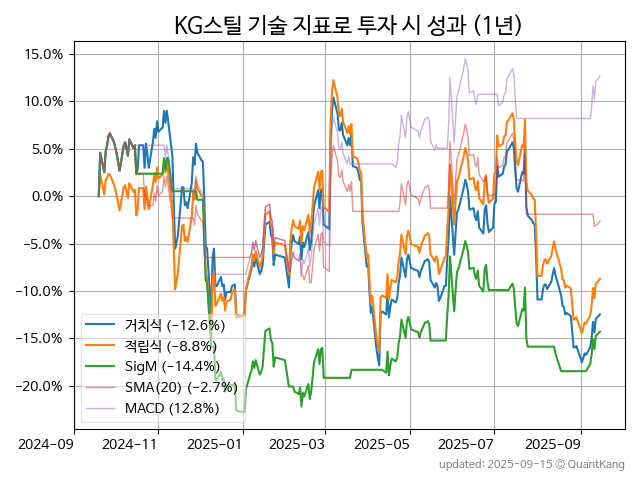 KG스틸 기술 지표로 투자 시 성과 (1년)
15.0%
10.0%
5.0%
0.0%
−5.0%
−10.0%
−15.0%
−20.0%
거치식 (−12.6%)
적립식 (−8.8%)
SigM (−14.4%)
SMA(20) (−2.7%)
MACD (12.8%)
2024-09 2024-11 2025-01 2025-03 2025-05 2025-07 2025-09
updated: 2025-09-15 © QuantKang